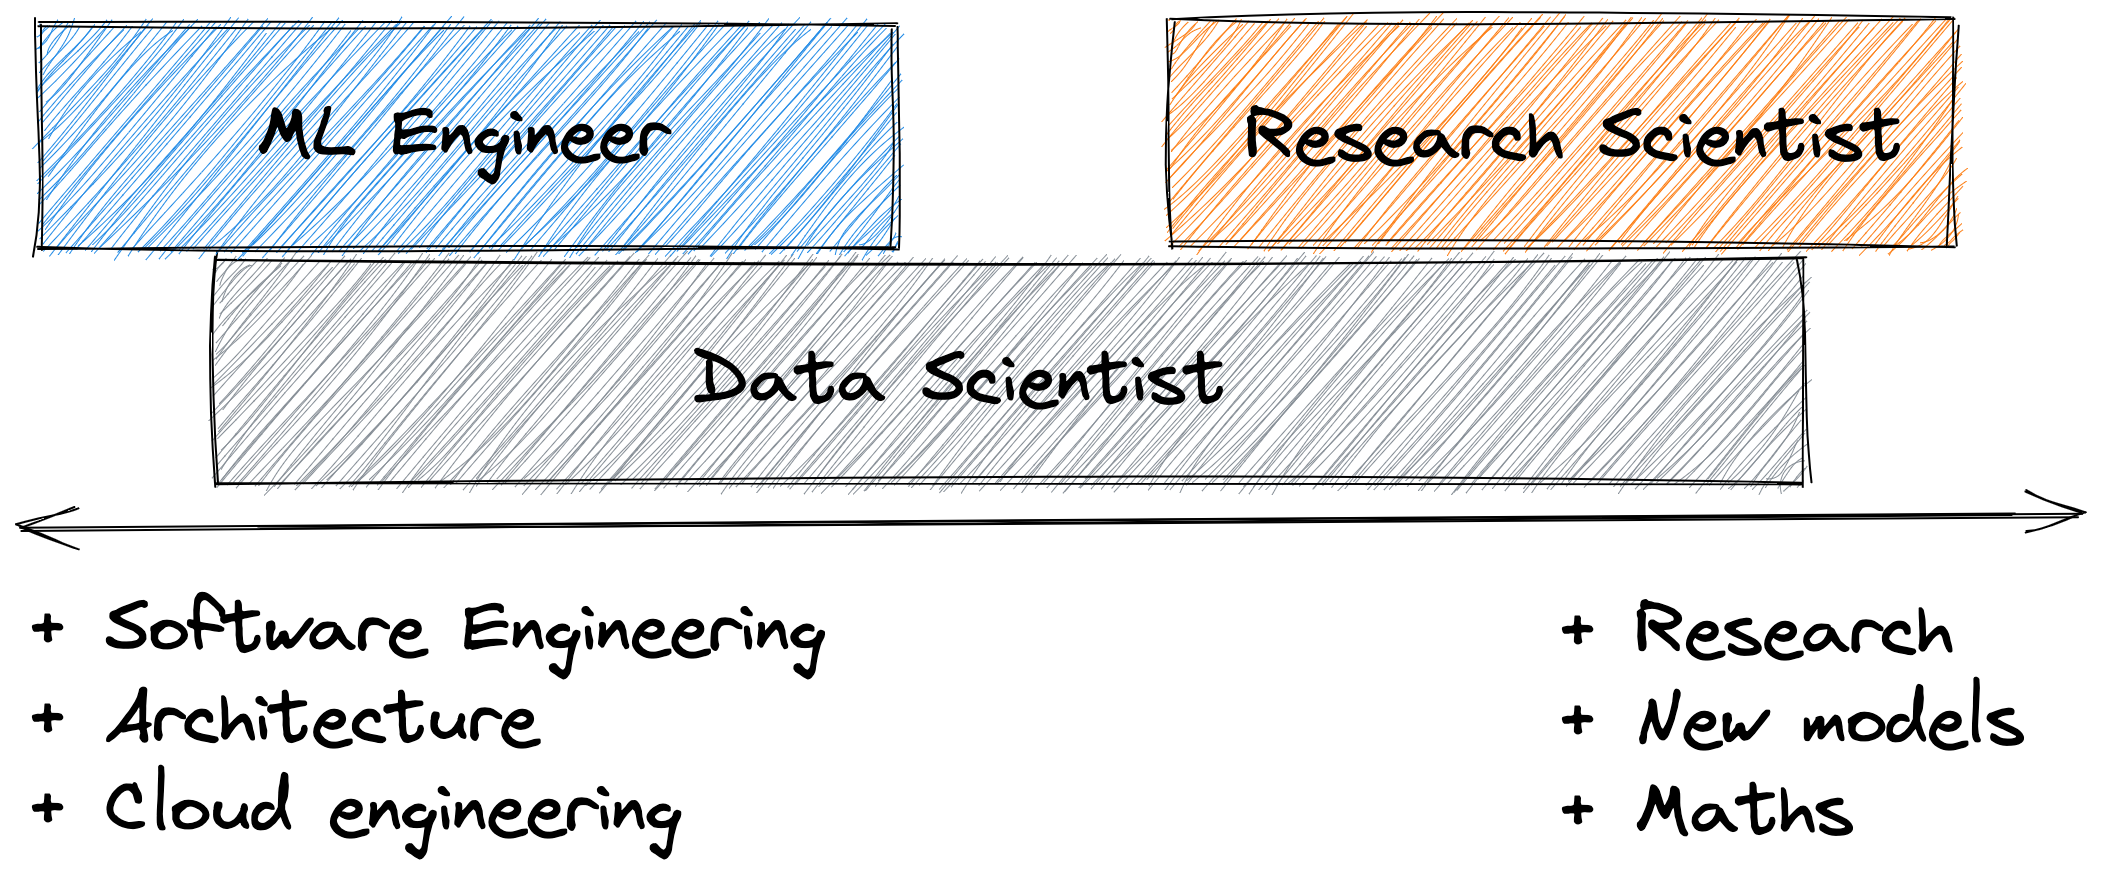 ML Engineer
Research Scientist
Data Scientist
+ Software Engineering
+ Architecture
+ Cloud engineering
+ Research
+ New models
+ Maths